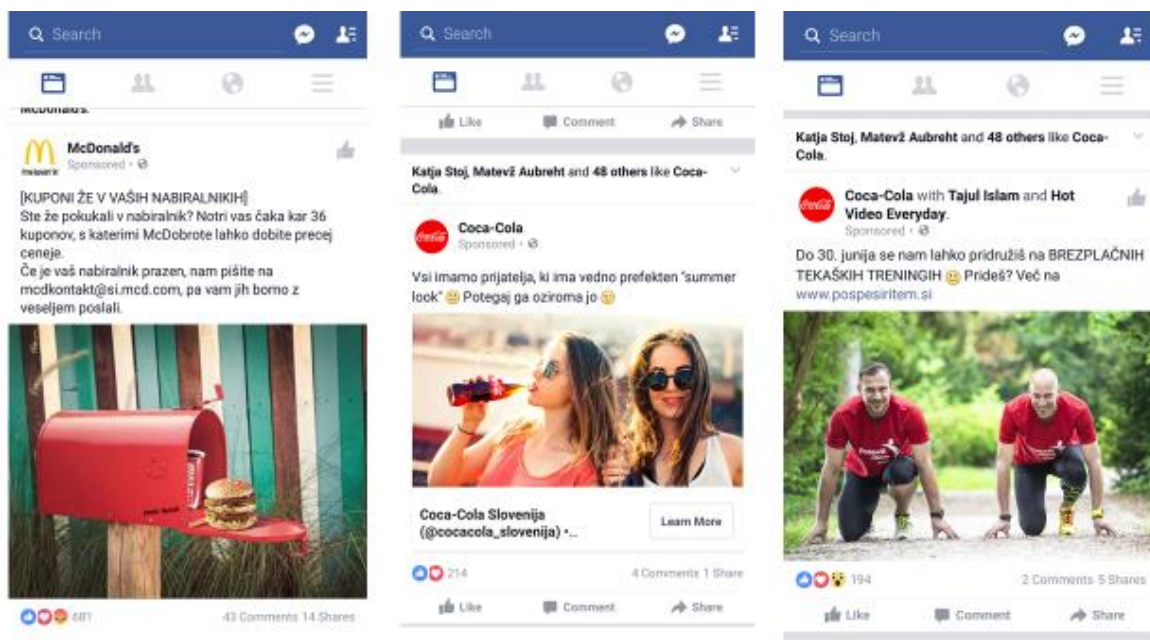 Search
McDonald's.
McDonald's
Sponsored •
[KUPONI ŽE V VAŠIH NABIRALNIKIH]
Ste že pokukali v nabiralnik? Notri vas čaka kar 36
kuponov, s katerimi McDobrote lahko dobite precej
ceneje.
Če je vaš nabiralnik prazen, nam pišite na
mcdkontakt@si.mcd.com, pa vam jih bomo z
veseljem poslali.
681
43 Comments 14 Shares
Search
Like Comment Share
Katja Stoj, Matevž Aubreht and 48 others like Coca-
Cola.
Coca-Cola
Coca-Cola
Sponsored •
Vsi imamo prijatelja, ki ima vedno prefekten "summer
look" Potegaj ga oziroma jo
Coca-Cola Slovenija
(@cocacola_slovenija) •...
Learn More
214
4 Comments 1 Share
Like Comment Share
Search
Katja Stoj, Matevž Aubreht and 48 others like Coca-
Cola.
Coca-Cola
Coca-Cola with Tajul Islam and Hot
Video Everyday.
Sponsored •
Do 30. junija se nam lahko pridružiš na BREZPLAČNIH
TEKAŠKIH TRENINGIH Prideš? Več na
www.pospesiritem.si
194
2 Comments 5 Shares
Like Comment Share